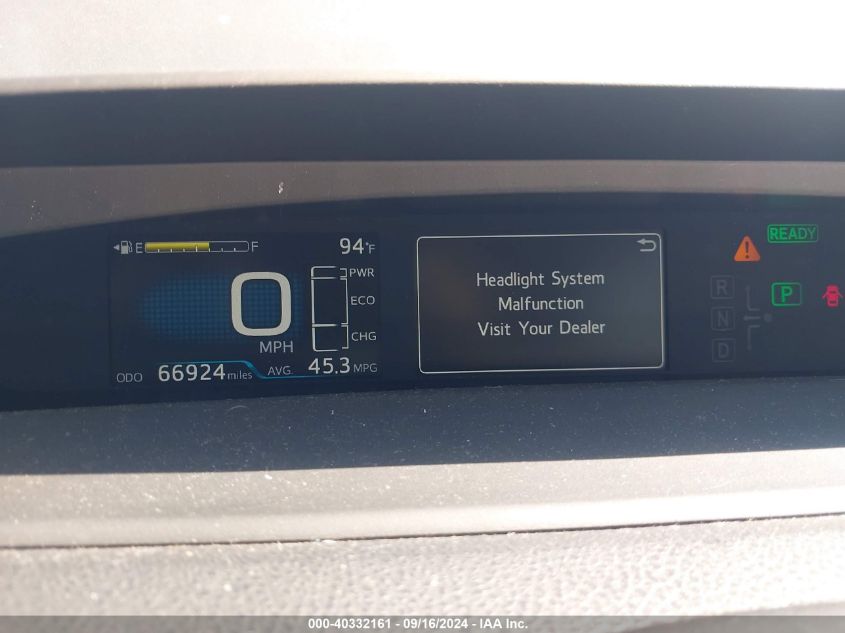 E F
94°F
READY
PWR
ECO
CHG
0
MPH
ODO 66924 miles
AVG. 45.3 MPG
Headlight System
Malfunction
Visit Your Dealer
R
N
D
P
000-40332161 - 09/16/2024 - IAA Inc.